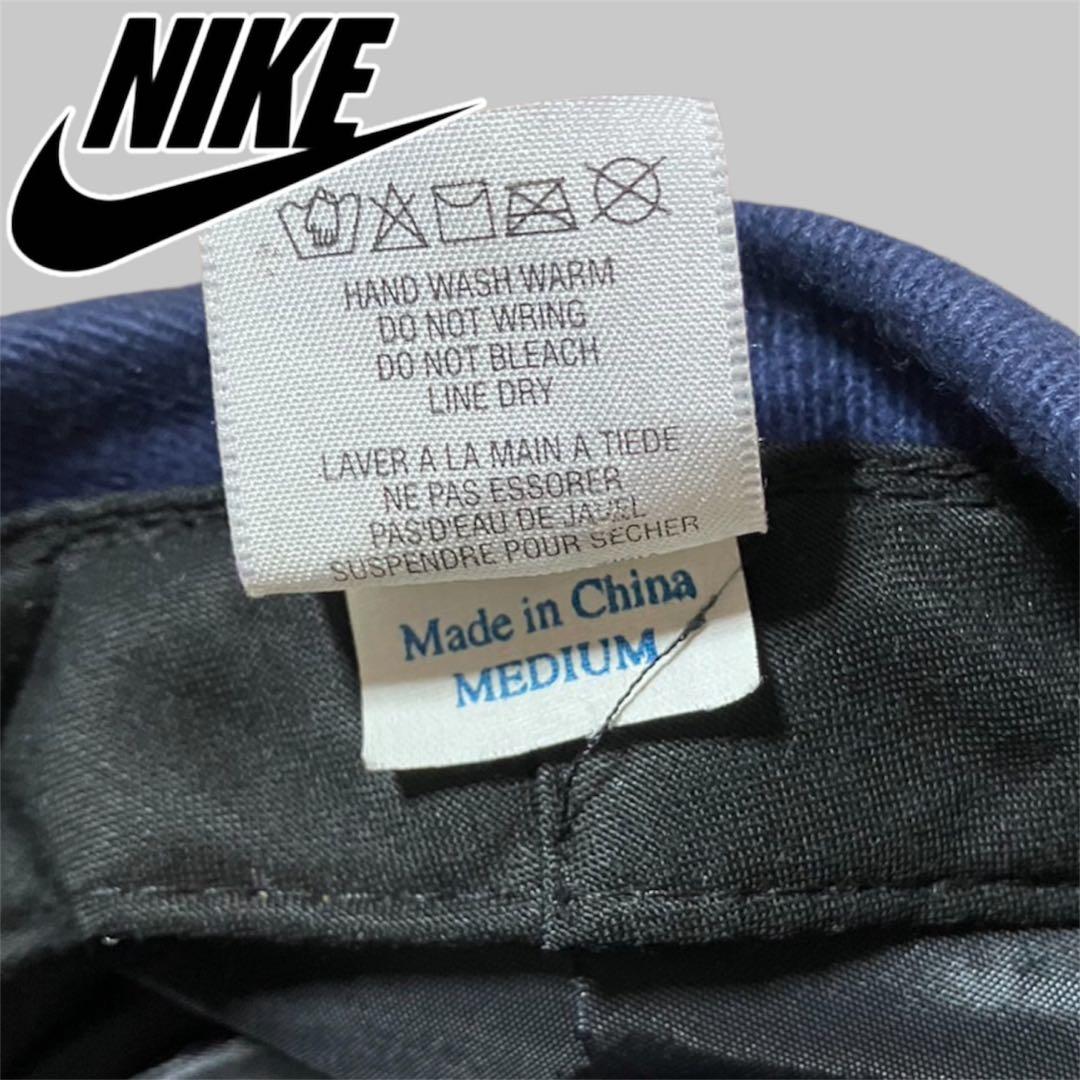 NIKE
HAND WASH WARM
DO NOT WRING
DO NOT BLEACH
LINE DRY
LAVER A LA MAIN A TIEDE
NE PAS ESSORER
PAS D'EAU DE JAVEL
SUSPENDRE POUR SECHER
Made in China
MEDIUM